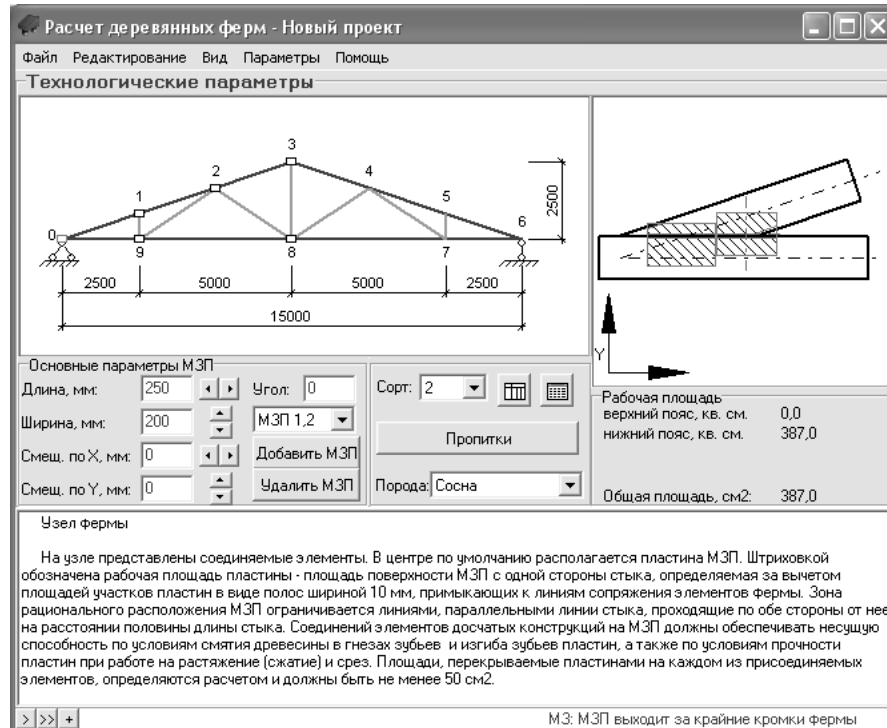 Расчет деревянных ферм - Новый проект
Файл Редактирование Вид Параметры Помощь
Технологические параметры
3
2
4
1
5
0
6
9
8
7
2500
2500
5000
5000
2500
15000
Y
Основные параметры МЗП
Длина, мм: 250
Угол: 0
Ширина, мм: 200
МЗП 1,2
Смещ. по X, мм: 0
Добавить МЗП
Смещ. по Y, мм: 0
Удалить МЗП
Сорт: 2
Пропитки
Порода: Сосна
Рабочая площадь
верхний пояс, кв. см. 0,0
нижний пояс, кв. см. 387,0
Общая площадь, см2: 387,0
Узел фермы
На узле представлены соединяемые элементы. В центре по умолчанию располагается пластина МЗП. Штриховкой
обозначена рабочая площадь пластины - площадь поверхности МЗП с одной стороны стыка, определяемая за вычетом
площадей участков пластин в виде полос шириной 10 мм, примыкающих к линиям сопряжения элементов фермы. Зона
рационального расположения МЗП ограничивается линиями, параллельными линии стыка, проходящие по обе стороны от нее
на расстоянии половины длины стыка. Соединений элементов досчатых конструкций на МЗП должны обеспечивать несущую
способность по условиям смятия древесины в гнезах зубьев и изгиба зубьев пластин, а также по условиям прочности
пластин при работе на растяжение (сжатие) и срез. Площади, перекрываемые пластинами на каждом из присоединяемых
элементов, определяются расчетом и должны быть не менее 50 см2.
> >> +
М3: МЗП выходит за крайние кромки фермы